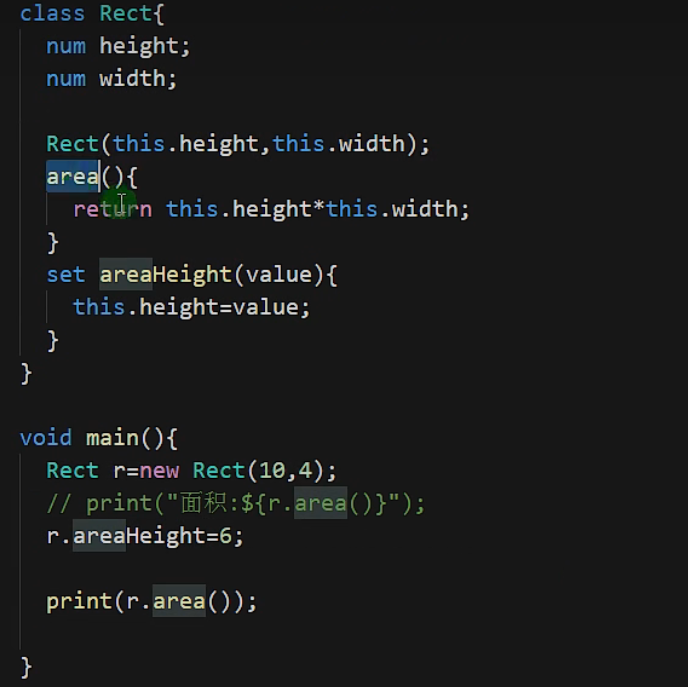 class Rect{
num height;
num width;
Rect(this.height,this.width);
area(){
return this.height*this.width;
}
set areaHeight(value){
this.height=value;
}
}
void main(){
Rect r=new Rect(10,4);
// print("面积:${r.area()}");
r.areaHeight=6;
print(r.area());
}